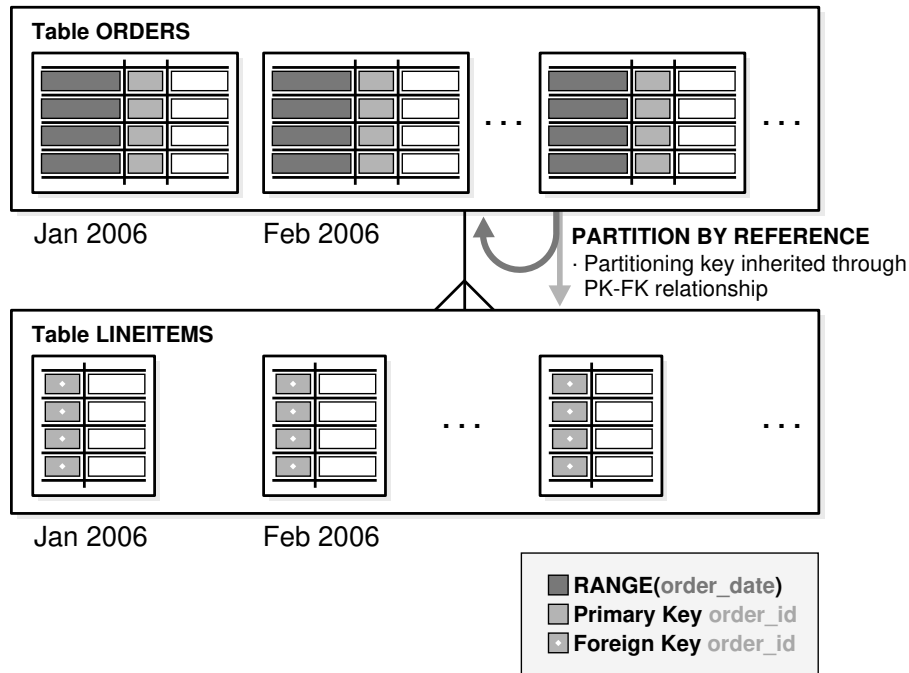 Table ORDERS
. . .
. . .
Jan 2006
Feb 2006
PARTITION BY REFERENCE
· Partitioning key inherited through
PK-FK relationship
Table LINEITEMS
. . .
. . .
Jan 2006
Feb 2006
RANGE(order_date)
Primary Key order_id
Foreign Key order_id